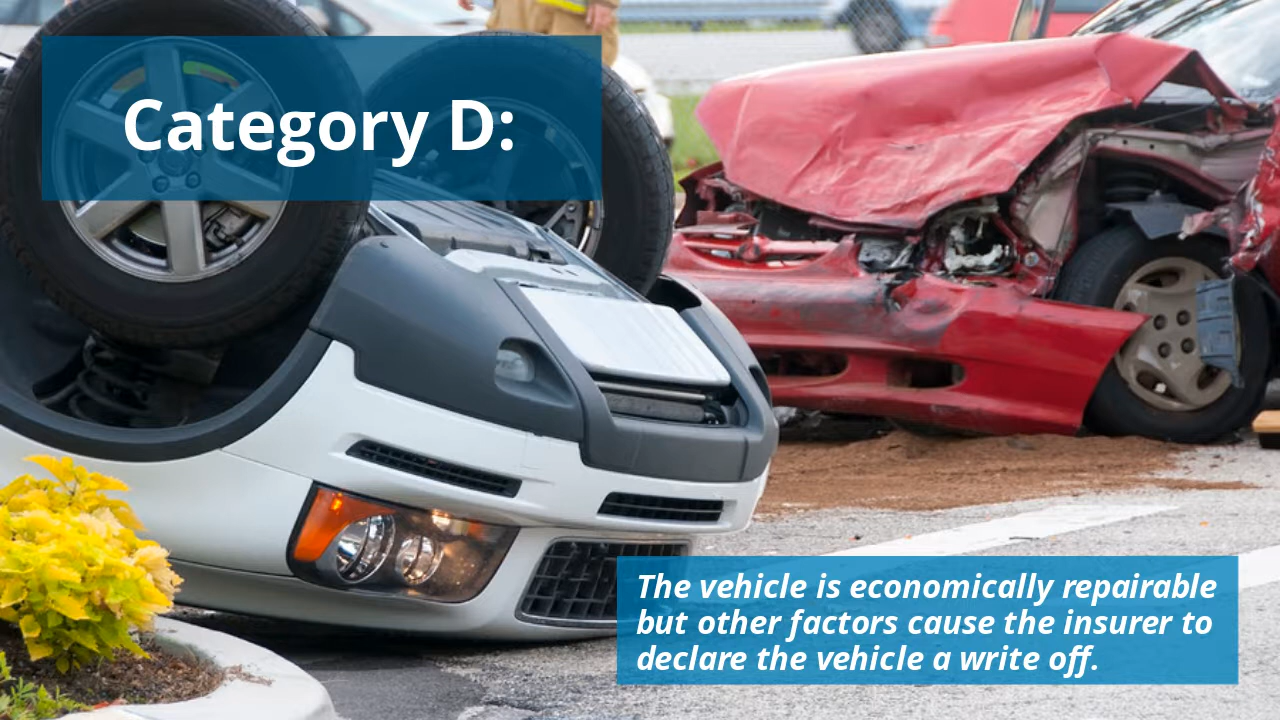 Category D:
The vehicle is economically repairable
but other factors cause the insurer to
declare the vehicle a write off.